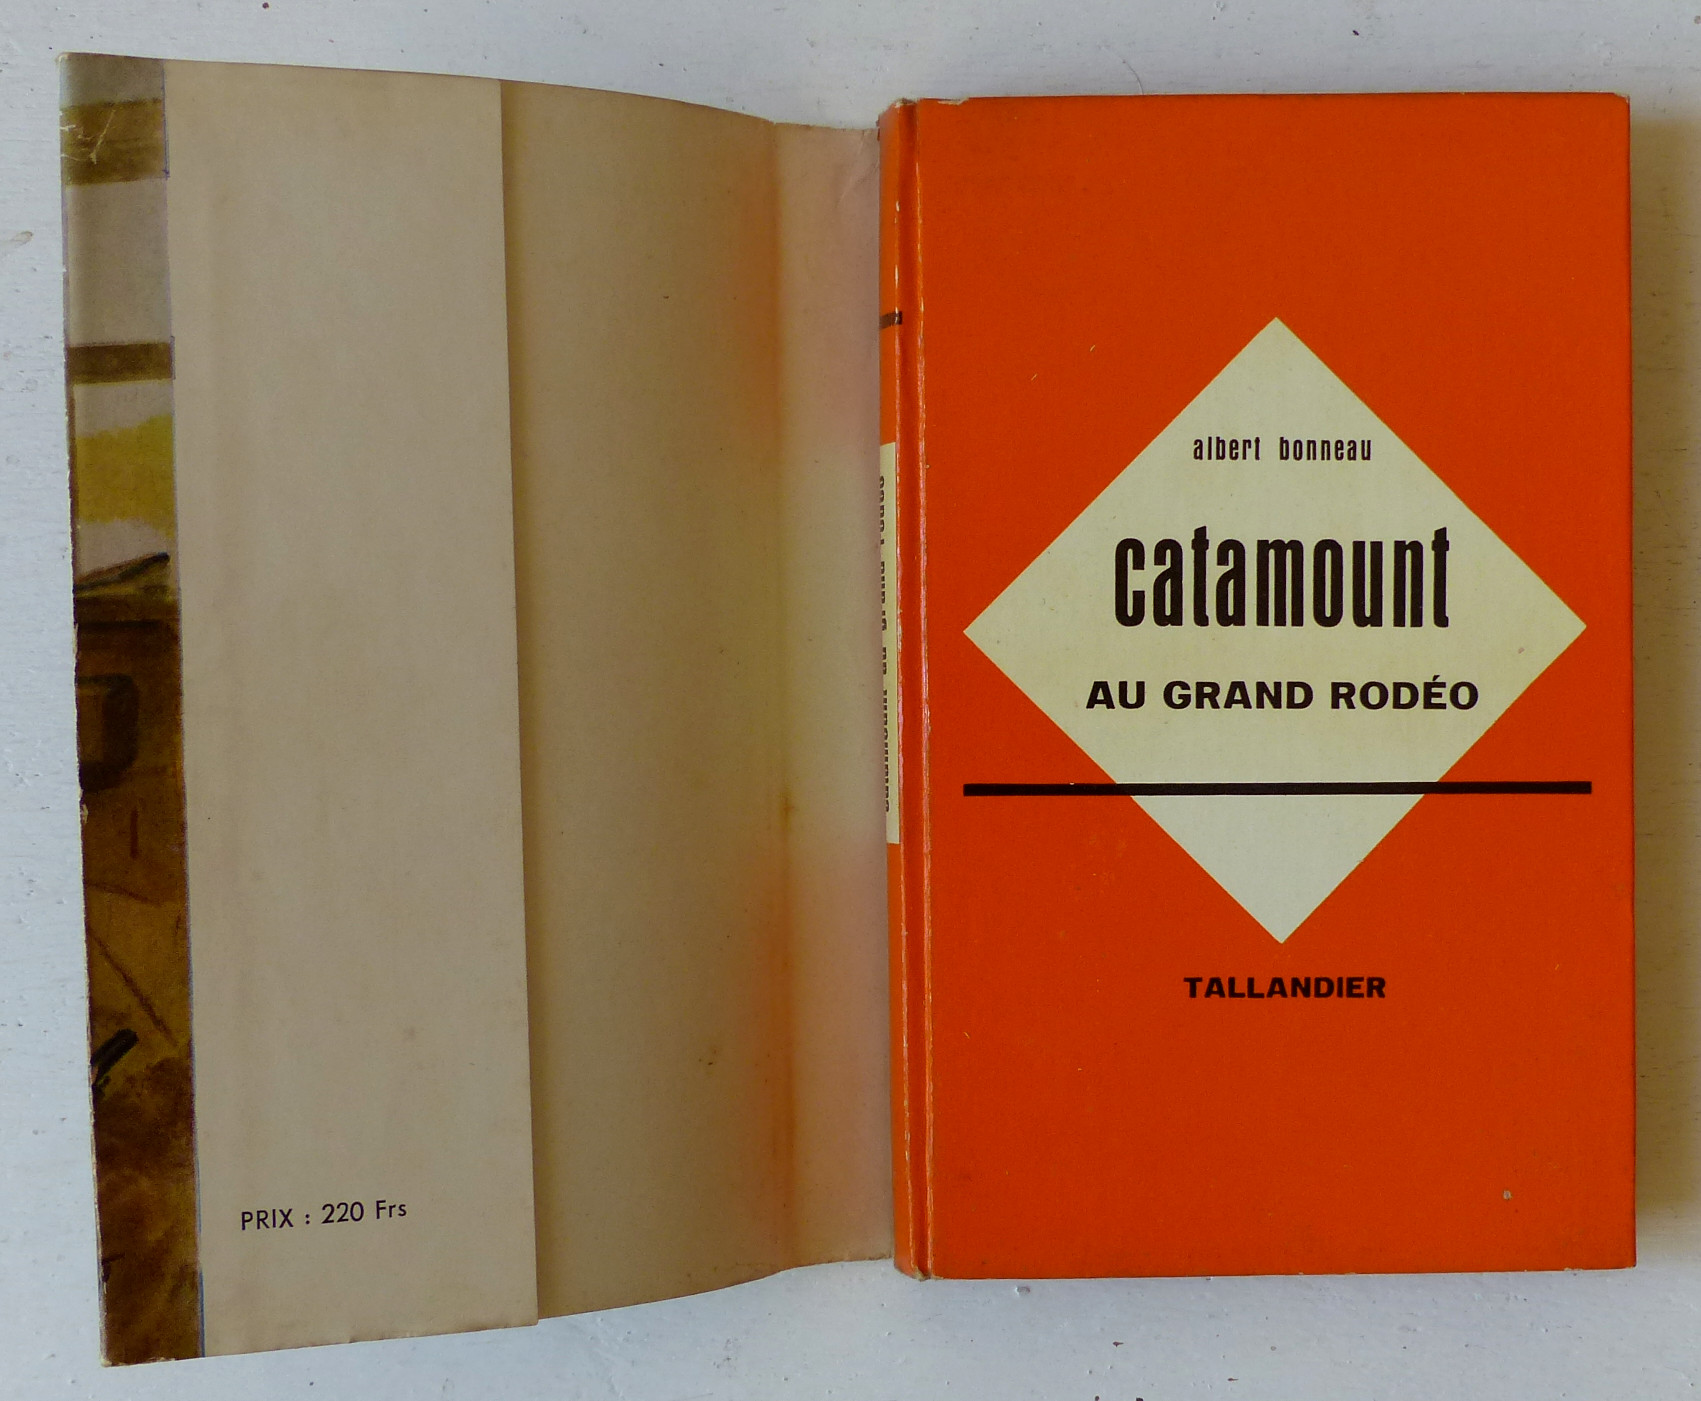 PRIX : 220 Frs
albert bonneau
catamount
AU GRAND RODÉO
TALLANDIER